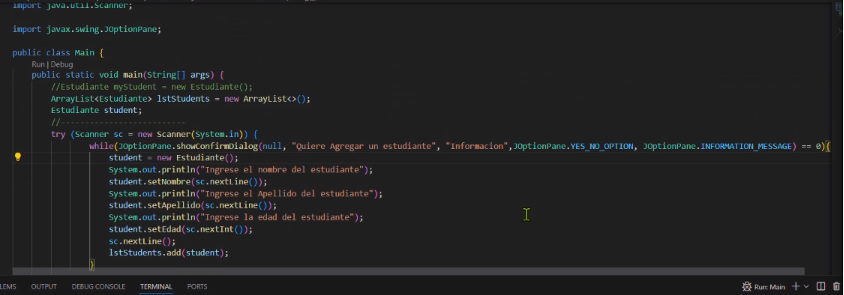 import java.util.Scanner;
import javax.swing.JOptionPane;
public class Main {
Run | Debug
public static void main(String[] args) {
//Estudiante myStudent = new Estudiante();
ArrayList<Estudiante> lstStudents = new ArrayList<>();
Estudiante student;
//--------------------------
try (Scanner sc = new Scanner(System.in)) {
while(JOptionPane.showConfirmDialog(null, "Quiere Agregar un estudiante", "Informacion",JOptionPane.YES_NO_OPTION, JOptionPane.INFORMATION_MESSAGE) == 0){
student = new Estudiante();
System.out.println("Ingrese el nombre del estudiante");
student.setNombre(sc.nextLine());
System.out.println("Ingrese el Apellido del estudiante");
student.setApellido(sc.nextLine());
System.out.println("Ingrese la edad del estudiante");
student.setEdad(sc.nextInt());
sc.nextLine();
lstStudents.add(student);
}
LEMS OUTPUT DEBUG CONSOLE TERMINAL PORTS Run: Main